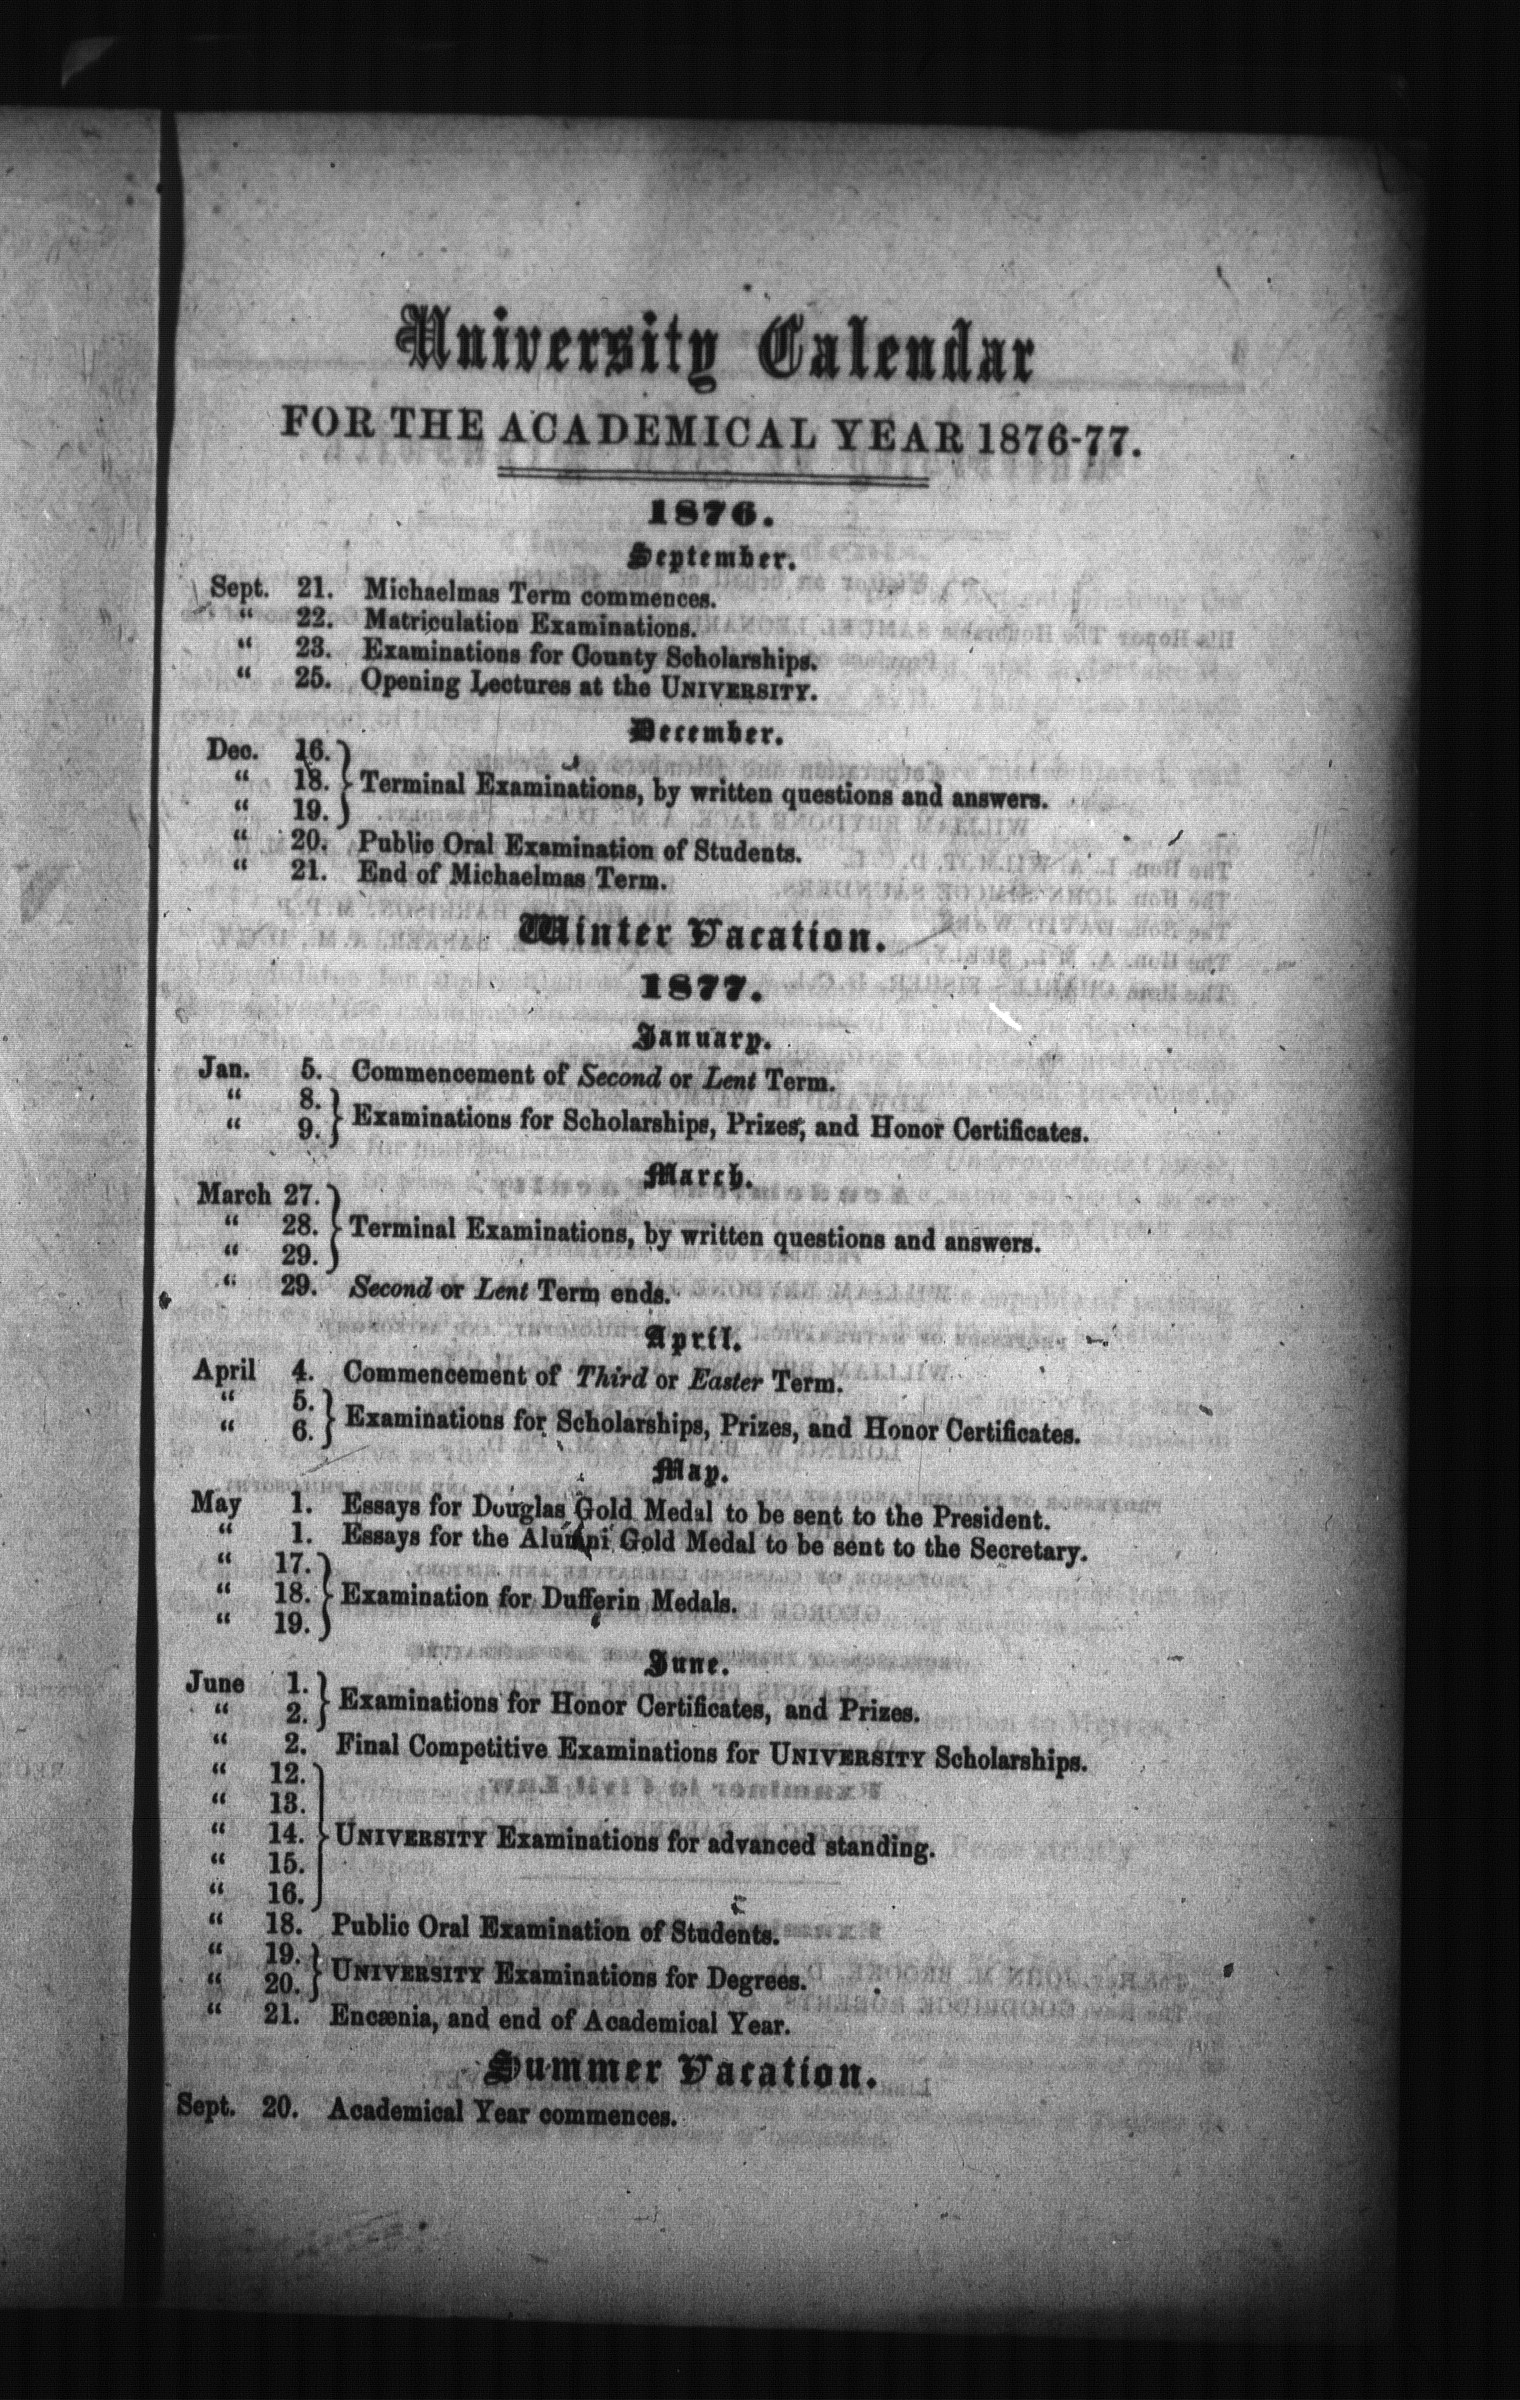 University Calendar
FOR THE ACADEMICAL YEAR 1876-77.
1876.
September.
Sept. 21. Michaelmas Term commences.
" 22. Matriculation Examinations.
" 23. Examinations for County Scholarships.
" 25. Opening Lectures at the UNIVERSITY.
December.
Dec. 16.
" 18. } Terminal Examinations, by written questions and answers.
" 19.
" 20. Public Oral Examination of Students.
" 21. End of Michaelmas Term.
Winter Vacation.
1877.
January.
Jan. 5. Commencement of Second or Lent Term.
" 8. } Examinations for Scholarships, Prizes, and Honor Certificates.
" 9.
March.
March 27.
" 28. } Terminal Examinations, by written questions and answers.
" 29.
" 29. Second or Lent Term ends.
April.
April 4. Commencement of Third or Easter Term.
" 5. } Examinations for Scholarships, Prizes, and Honor Certificates.
" 6.
May.
May 1. Essays for Douglas Gold Medal to be sent to the President.
" 1. Essays for the Alumni Gold Medal to be sent to the Secretary.
" 17.
" 18. } Examination for Dufferin Medals.
" 19.
June.
June 1. } Examinations for Honor Certificates, and Prizes.
" 2.
" 2. Final Competitive Examinations for UNIVERSITY Scholarships.
" 12.
" 13.
" 14. } UNIVERSITY Examinations for advanced standing.
" 15.
" 16.
" 18. Public Oral Examination of Students.
" 19. } UNIVERSITY Examinations for Degrees.
" 20.
" 21. Encænia, and end of Academical Year.
Summer Vacation.
Sept. 20. Academical Year commences.